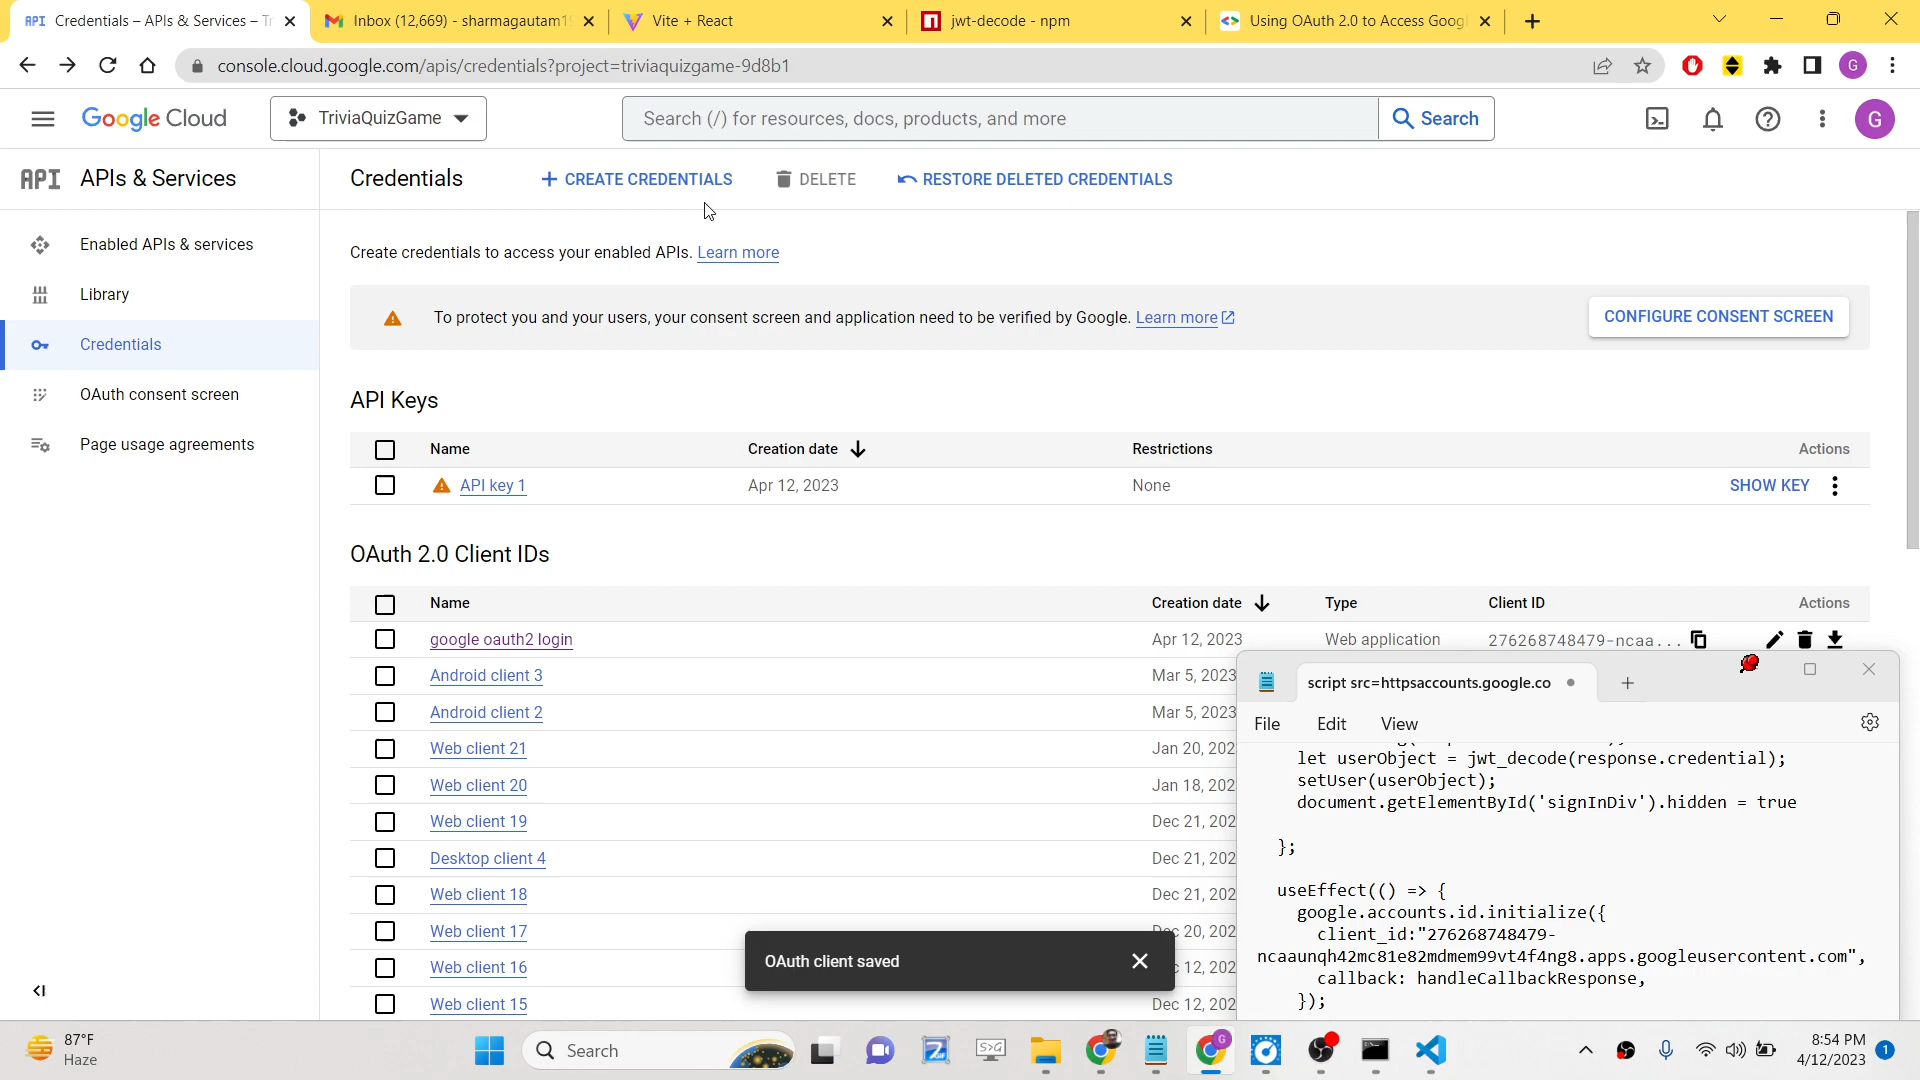 API Credentials – APIs & Services – Tr
Inbox (12,669) - sharmagautam1
Vite + React
jwt-decode - npm
Using OAuth 2.0 to Access Googl
console.cloud.google.com/apis/credentials?project=triviaquizgame-9d8b1
G
Google Cloud
TriviaQuizGame
Search (/) for resources, docs, products, and more
Search
G
API APIs & Services
Credentials
CREATE CREDENTIALS
DELETE
RESTORE DELETED CREDENTIALS
Enabled APIs & services
Library
Credentials
OAuth consent screen
Page usage agreements
Create credentials to access your enabled APIs. Learn more
To protect you and your users, your consent screen and application need to be verified by Google. Learn more
CONFIGURE CONSENT SCREEN
API Keys
Name Creation date Restrictions Actions
API key 1 Apr 12, 2023 None SHOW KEY
OAuth 2.0 Client IDs
Name Creation date Type Client ID Actions
google oauth2 login Apr 12, 2023 Web application 276268748479-ncaa...
Android client 3 Mar 5, 2023
Android client 2 Mar 5, 2023
Web client 21 Jan 20, 202
Web client 20 Jan 18, 202
Web client 19 Dec 21, 202
Desktop client 4 Dec 21, 202
Web client 18 Dec 21, 202
Web client 17 Dec 20, 202
Web client 16 12, 202
Web client 15 Dec 12, 202
OAuth client saved
script src=httpsaccounts.google.co
File Edit View
let userObject = jwt_decode(response.credential);
setUser(userObject);
document.getElementById('signInDiv').hidden = true
};
useEffect(() => {
google.accounts.id.initialize({
client_id:"276268748479-
ncaaunqh42mc81e82mdmem99vt4f4ng8.apps.googleusercontent.com",
callback: handleCallbackResponse,
});
87°F
Haze
Search
8:54 PM
4/12/2023
1